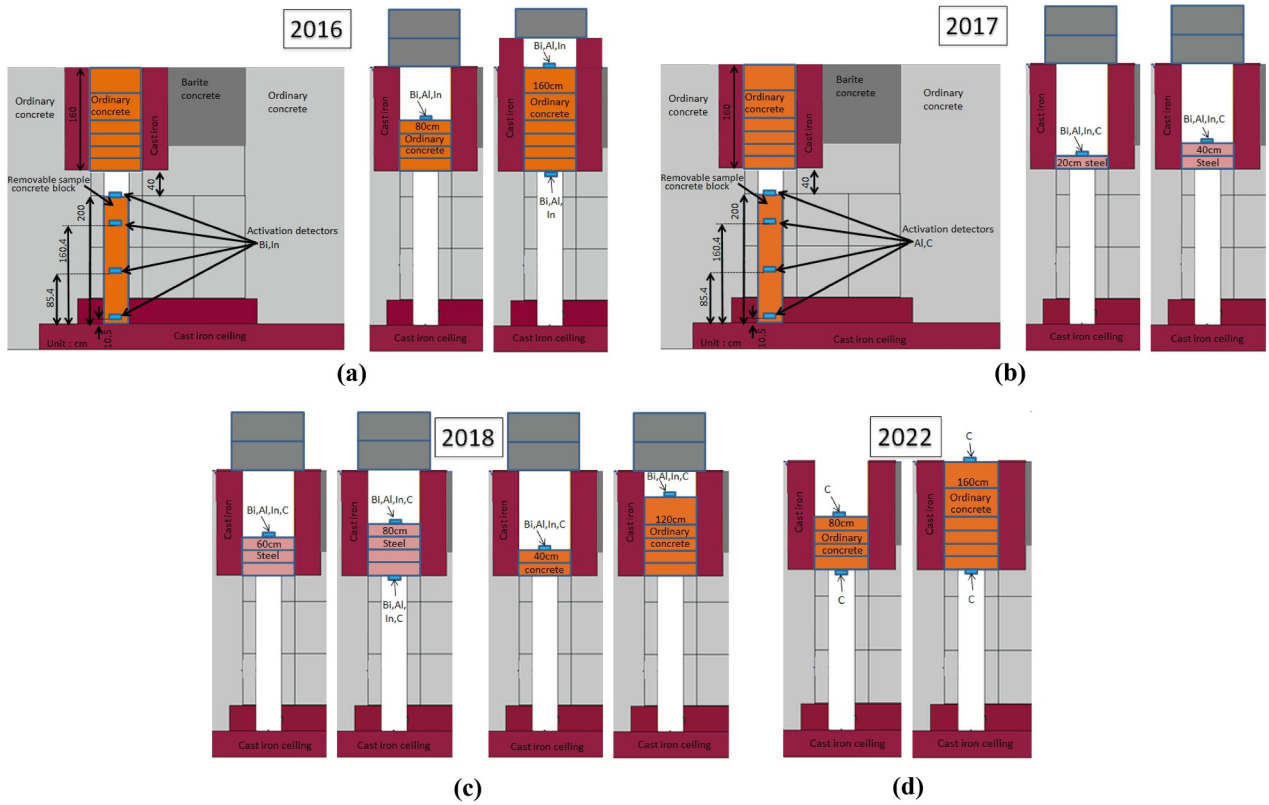 2016
Ordinary
concrete
160
Ordinary
concrete
Cast iron
Barite
concrete
Ordinary
concrete
Removable sample
concrete block
40
200
160.4
85.4
10.5
Activation detectors
Bi,In
Unit : cm
Cast iron ceiling
Cast iron
Bi,Al,In
80cm
Ordinary
concrete
Cast iron ceiling
Bi,Al,In
Cast iron
160cm
Ordinary
concrete
Bi,Al,
In
Cast iron ceiling
(a)
2017
Ordinary
concrete
160
Ordinary
concrete
Cast iron
Barite
concrete
Ordinary
concrete
Removable sample
concrete block
40
200
160.4
85.4
10.5
Activation detectors
Al,C
Unit : cm
Cast iron ceiling
Cast iron
Bi,Al,In,C
20cm steel
Cast iron ceiling
Cast iron
Bi,Al,In,C
40cm
Steel
Cast iron ceiling
(b)
2018
Cast iron
Bi,Al,In,C
60cm
Steel
Cast iron ceiling
Cast iron
Bi,Al,In,C
80cm
Steel
Bi,Al,
In,C
Cast iron ceiling
Cast iron
Bi,Al,In,C
40cm
concrete
Cast iron ceiling
Cast iron
Bi,Al,In,C
120cm
Ordinary
concrete
Cast iron ceiling
(c)
2022
Cast iron
C
80cm
Ordinary
concrete
C
Cast iron ceiling
C
Cast iron
160cm
Ordinary
concrete
C
Cast iron ceiling
(d)